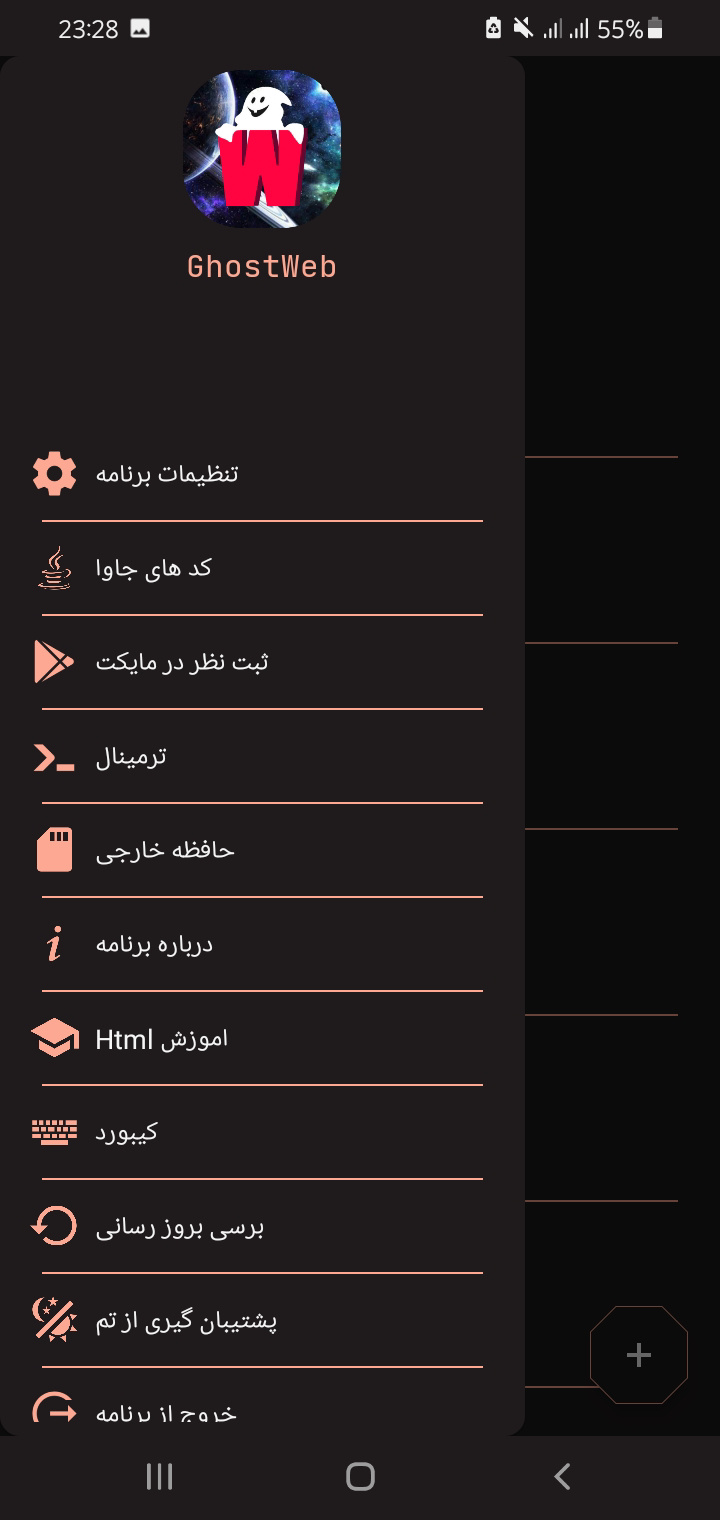 23:28
55%
W
GhostWeb
تنظیمات برنامه
کد های جاوا
ثبت نظر در مایکت
ترمینال
حافظه خارجی
درباره برنامه
اموزش Html
کیبورد
برسی بروز رسانی
پشتیبان گیری از تم
خروج از برنامه